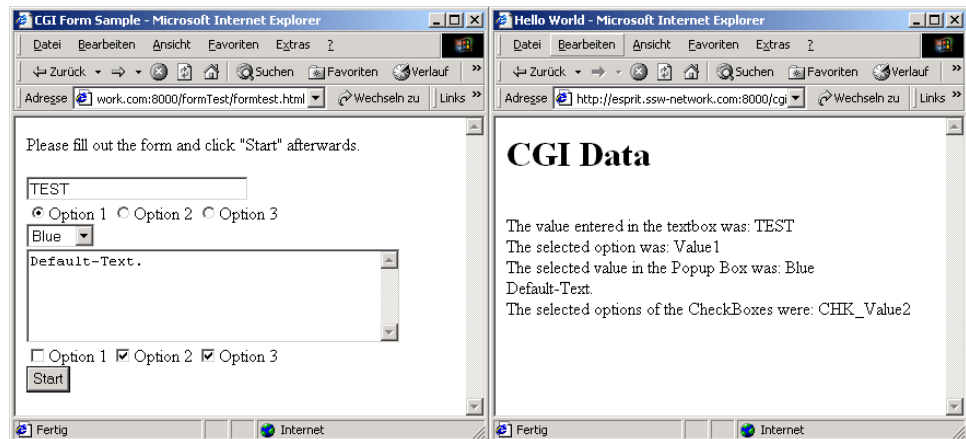 CGI Form Sample - Microsoft Internet Explorer
Datei Bearbeiten Ansicht Favoriten Extras ?
Zurück Suchen Favoriten Verlauf »
Adresse work.com:8000/formTest/formtest.html Wechseln zu Links »
Please fill out the form and click "Start" afterwards.
TEST
Option 1 Option 2 Option 3
Blue
Default-Text.
Option 1 Option 2 Option 3
Start
Fertig Internet
Hello World - Microsoft Internet Explorer
Datei Bearbeiten Ansicht Favoriten Extras ?
Zurück Suchen Favoriten Verlauf »
Adresse http://esprit.ssw-network.com:8000/cgi Wechseln zu Links »
CGI Data
The value entered in the textbox was: TEST
The selected option was: Value1
The selected value in the Popup Box was: Blue
Default-Text.
The selected options of the CheckBoxes were: CHK_Value2
Fertig Internet